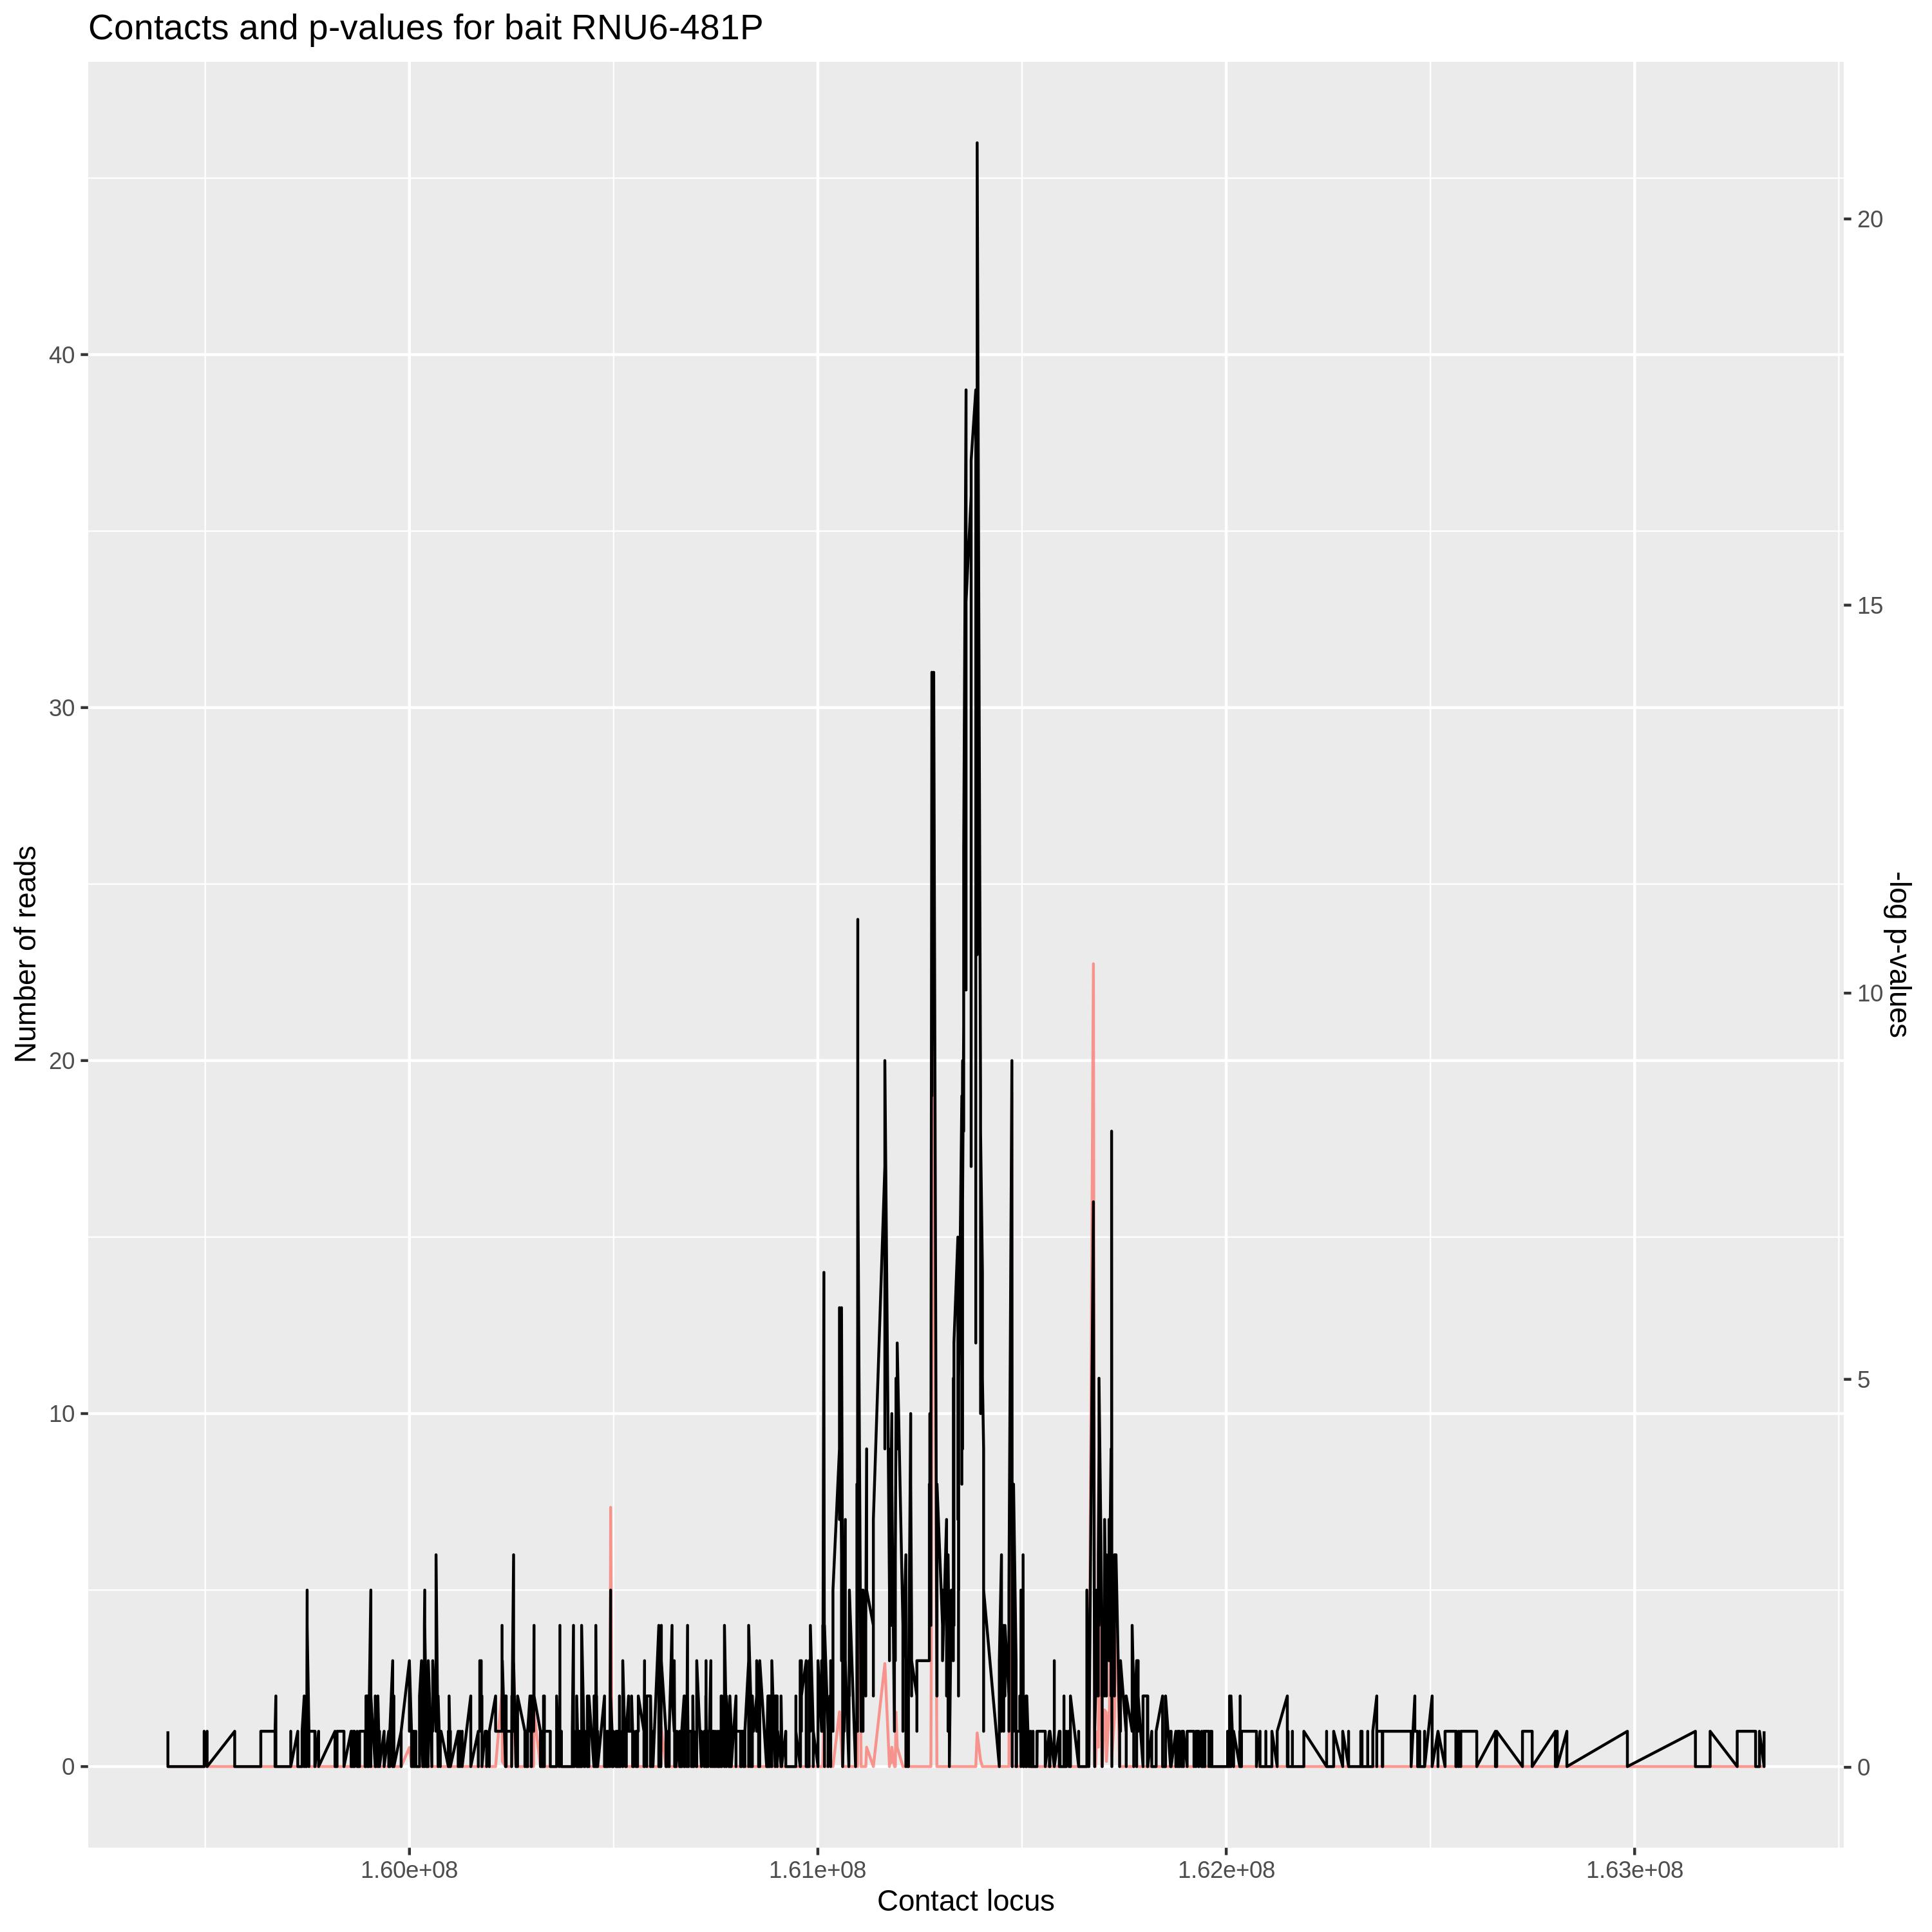 Contacts and p-values for bait RNU6-481P
Number of reads
40
30
20
10
0
-log p-values
20
15
10
5
0
1.60e+08
1.61e+08
1.62e+08
1.63e+08
Contact locus